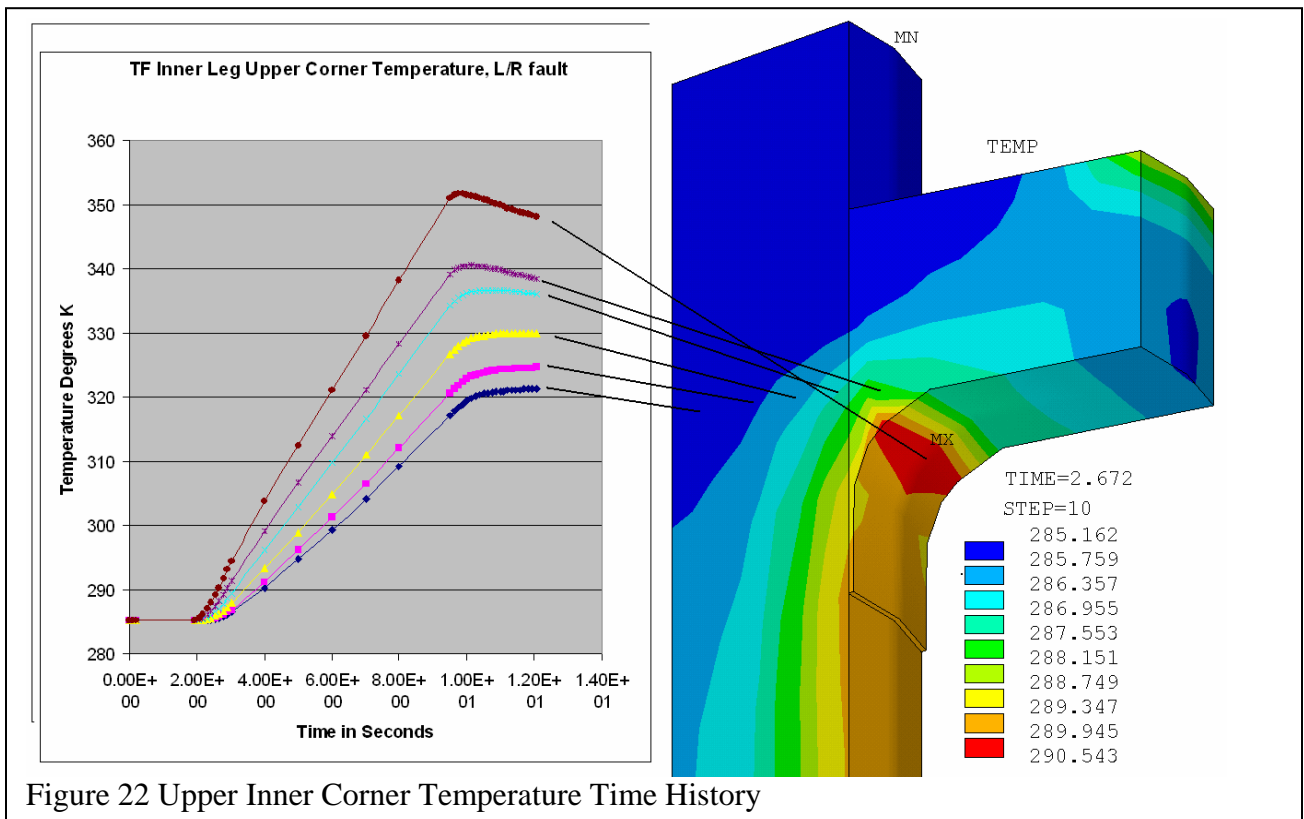 TF Inner Leg Upper Corner Temperature, L/R fault
360
350
340
330
320
310
300
290
280
Temperature Degrees K
0.00E+ 2.00E+ 4.00E+ 6.00E+ 8.00E+ 1.00E+ 1.20E+ 1.40E+
00 00 00 00 00 01 01 01
Time in Seconds
MN
TEMP
MX
TIME=2.672
STEP=10
285.162
285.759
286.357
286.955
287.553
288.151
288.749
289.347
289.945
290.543
Figure 22 Upper Inner Corner Temperature Time History